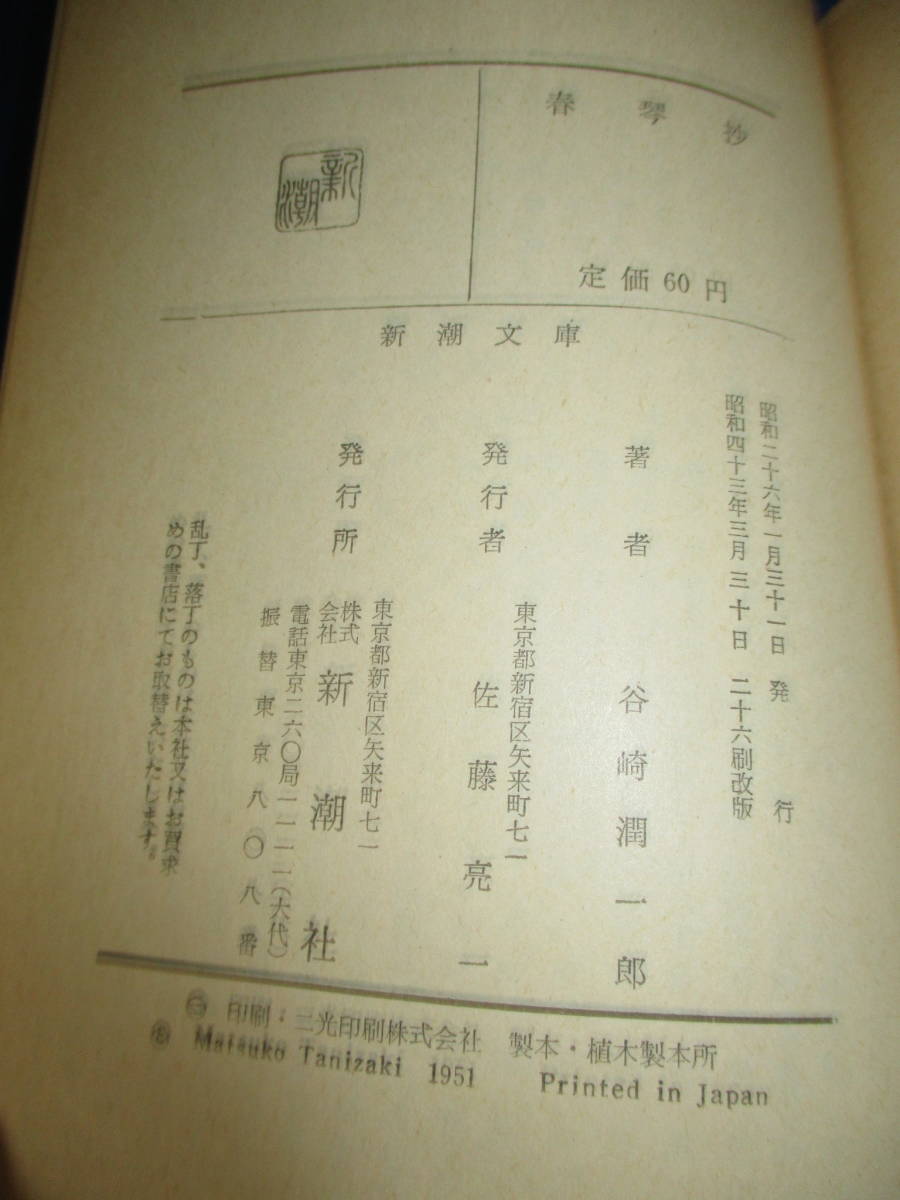 春琴抄
定価60円
新潮
新潮文庫
昭和二十六年一月三十一日 発行
昭和四十三年三月三十日 二十六刷改版
著者 谷崎潤一郎
東京都新宿区矢来町七一
発行者 佐藤亮一
東京都新宿区矢来町七一
発行所 株式会社 新潮社
電話東京二六〇局一一一一(大代)
振替東京八〇八番
乱丁、落丁のものは本社又はお買求
めの書店にてお取替えいたします。
印刷・二光印刷株式会社 製本・植木製本所
© Matsuko Tanizaki 1951 Printed in Japan